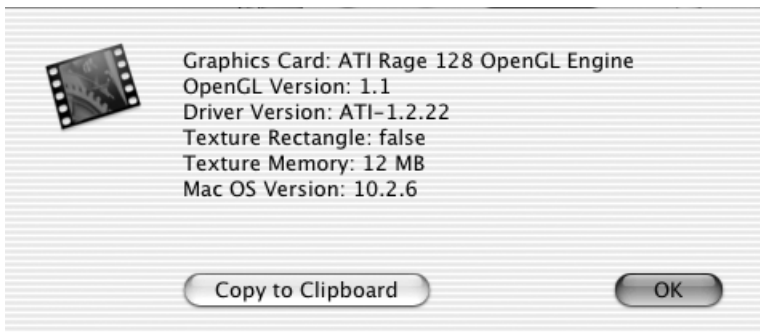 Graphics Card: ATI Rage 128 OpenGL Engine
OpenGL Version: 1.1
Driver Version: ATI-1.2.22
Texture Rectangle: false
Texture Memory: 12 MB
Mac OS Version: 10.2.6
Copy to Clipboard
OK